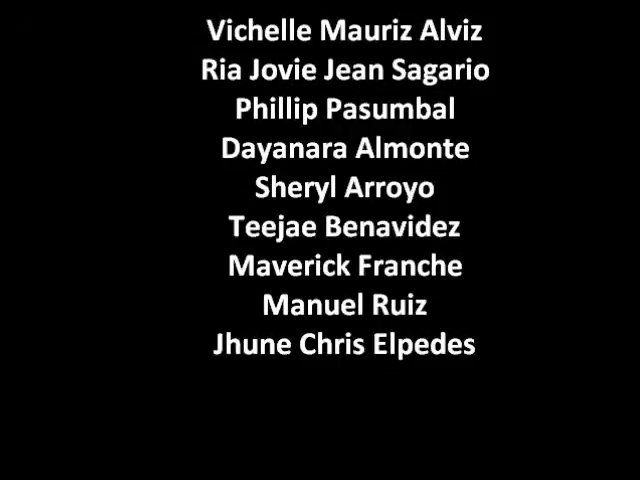 Vichelle Mauriz Alviz
Ria Jovie Jean Sagario
Phillip Pasumbal
Dayanara Almonte
Sheryl Arroyo
Teejae Benavidez
Maverick Franche
Manuel Ruiz
Jhune Chris Elpedes